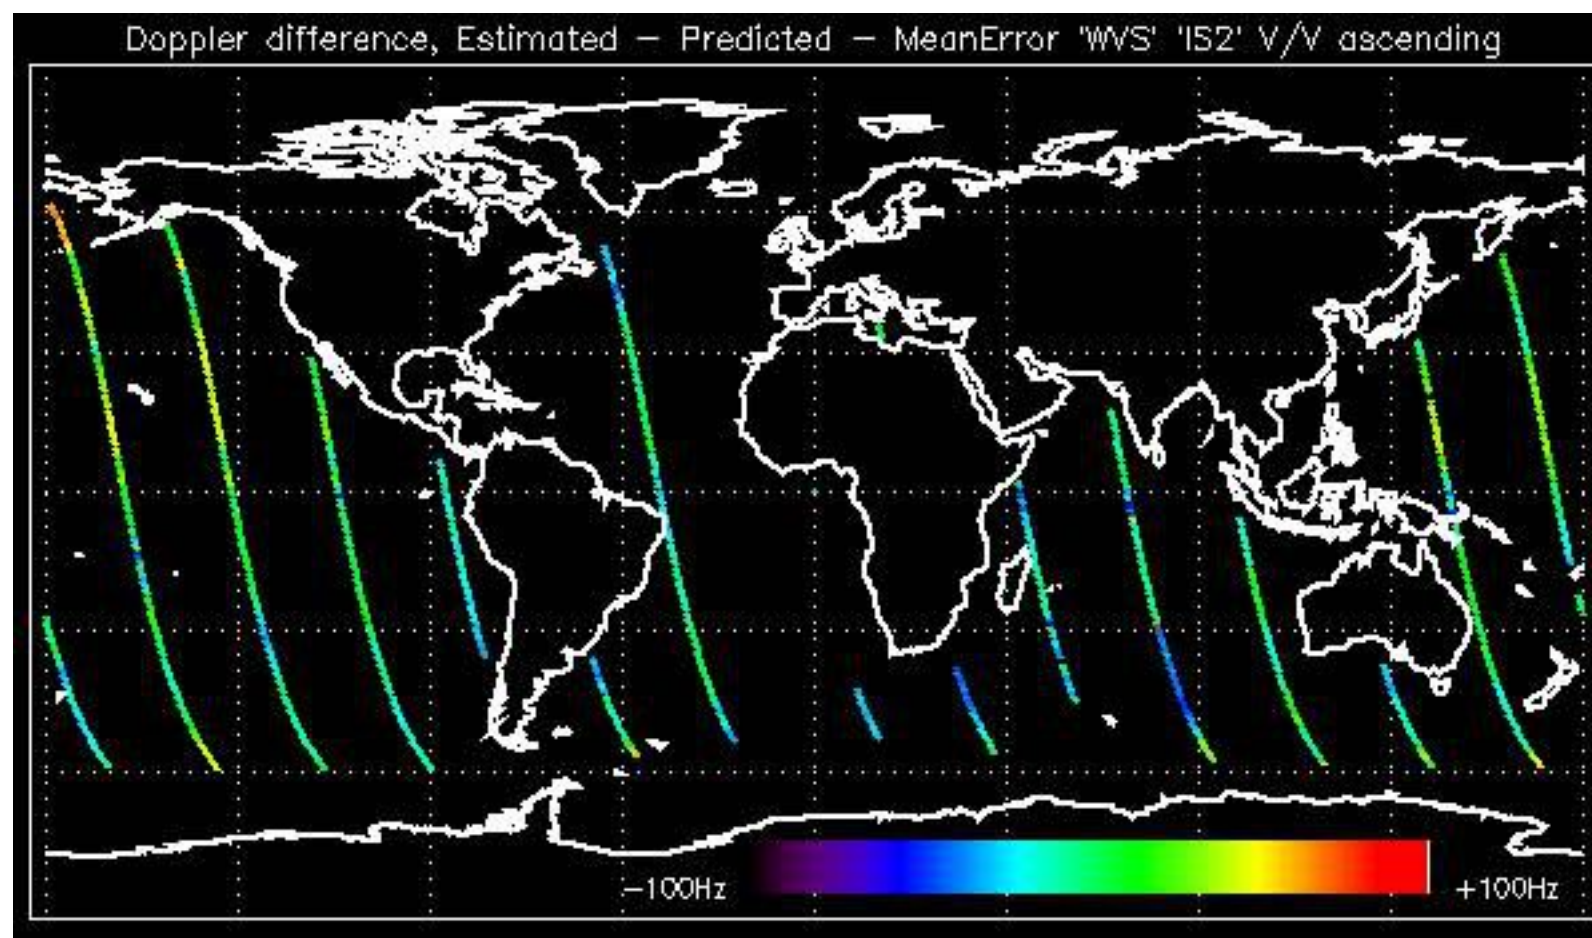 Doppler difference, Estimated – Predicted – MeanError 'WVS' 'IS2' V/V ascending
–100Hz +100Hz